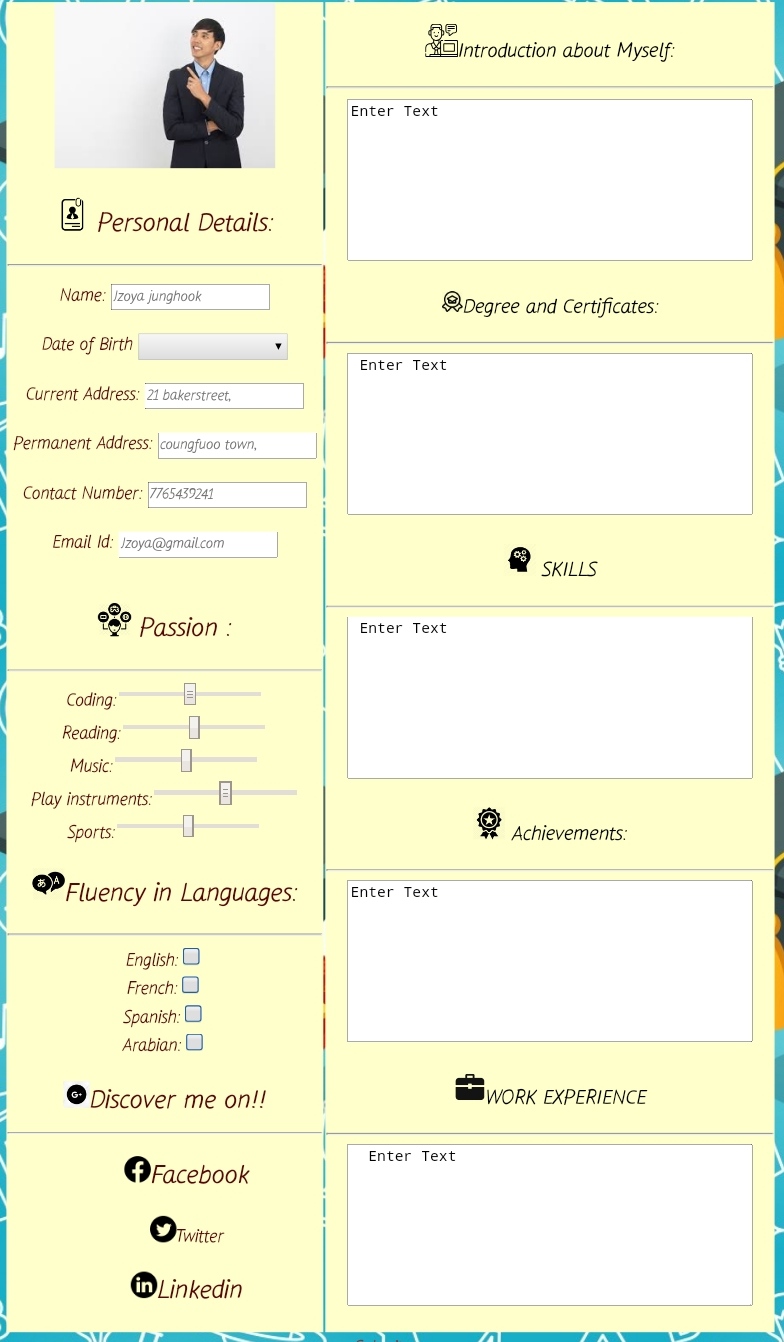 Personal Details:
Name: Jzoya junghook
Date of Birth
Current Address: 21 bakerstreet,
Permanent Address: coungfuoo town,
Contact Number: 7765439241
Email Id: Jzoya@gmail.com
Passion :
Coding:
Reading:
Music:
Play instruments:
Sports:
Fluency in Languages:
English:
French:
Spanish:
Arabian:
G+ Discover me on!!
Facebook
Twitter
Linkedin
Introduction about Myself:
Enter Text
Degree and Certificates:
Enter Text
SKILLS
Enter Text
Achievements:
Enter Text
WORK EXPERIENCE
Enter Text